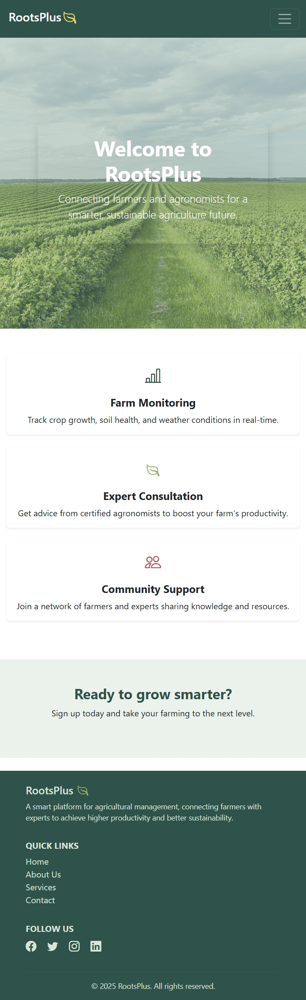 RootsPlus
Welcome to
RootsPlus
Connecting farmers and agronomists for a
smarter, sustainable agriculture future.
Farm Monitoring
Track crop growth, soil health, and weather conditions in real-time.
Expert Consultation
Get advice from certified agronomists to boost your farm’s productivity.
Community Support
Join a network of farmers and experts sharing knowledge and resources.
Ready to grow smarter?
Sign up today and take your farming to the next level.
RootsPlus
A smart platform for agricultural management, connecting farmers with
experts to achieve higher productivity and better sustainability.
QUICK LINKS
Home
About Us
Services
Contact
FOLLOW US
© 2025 RootsPlus. All rights reserved.